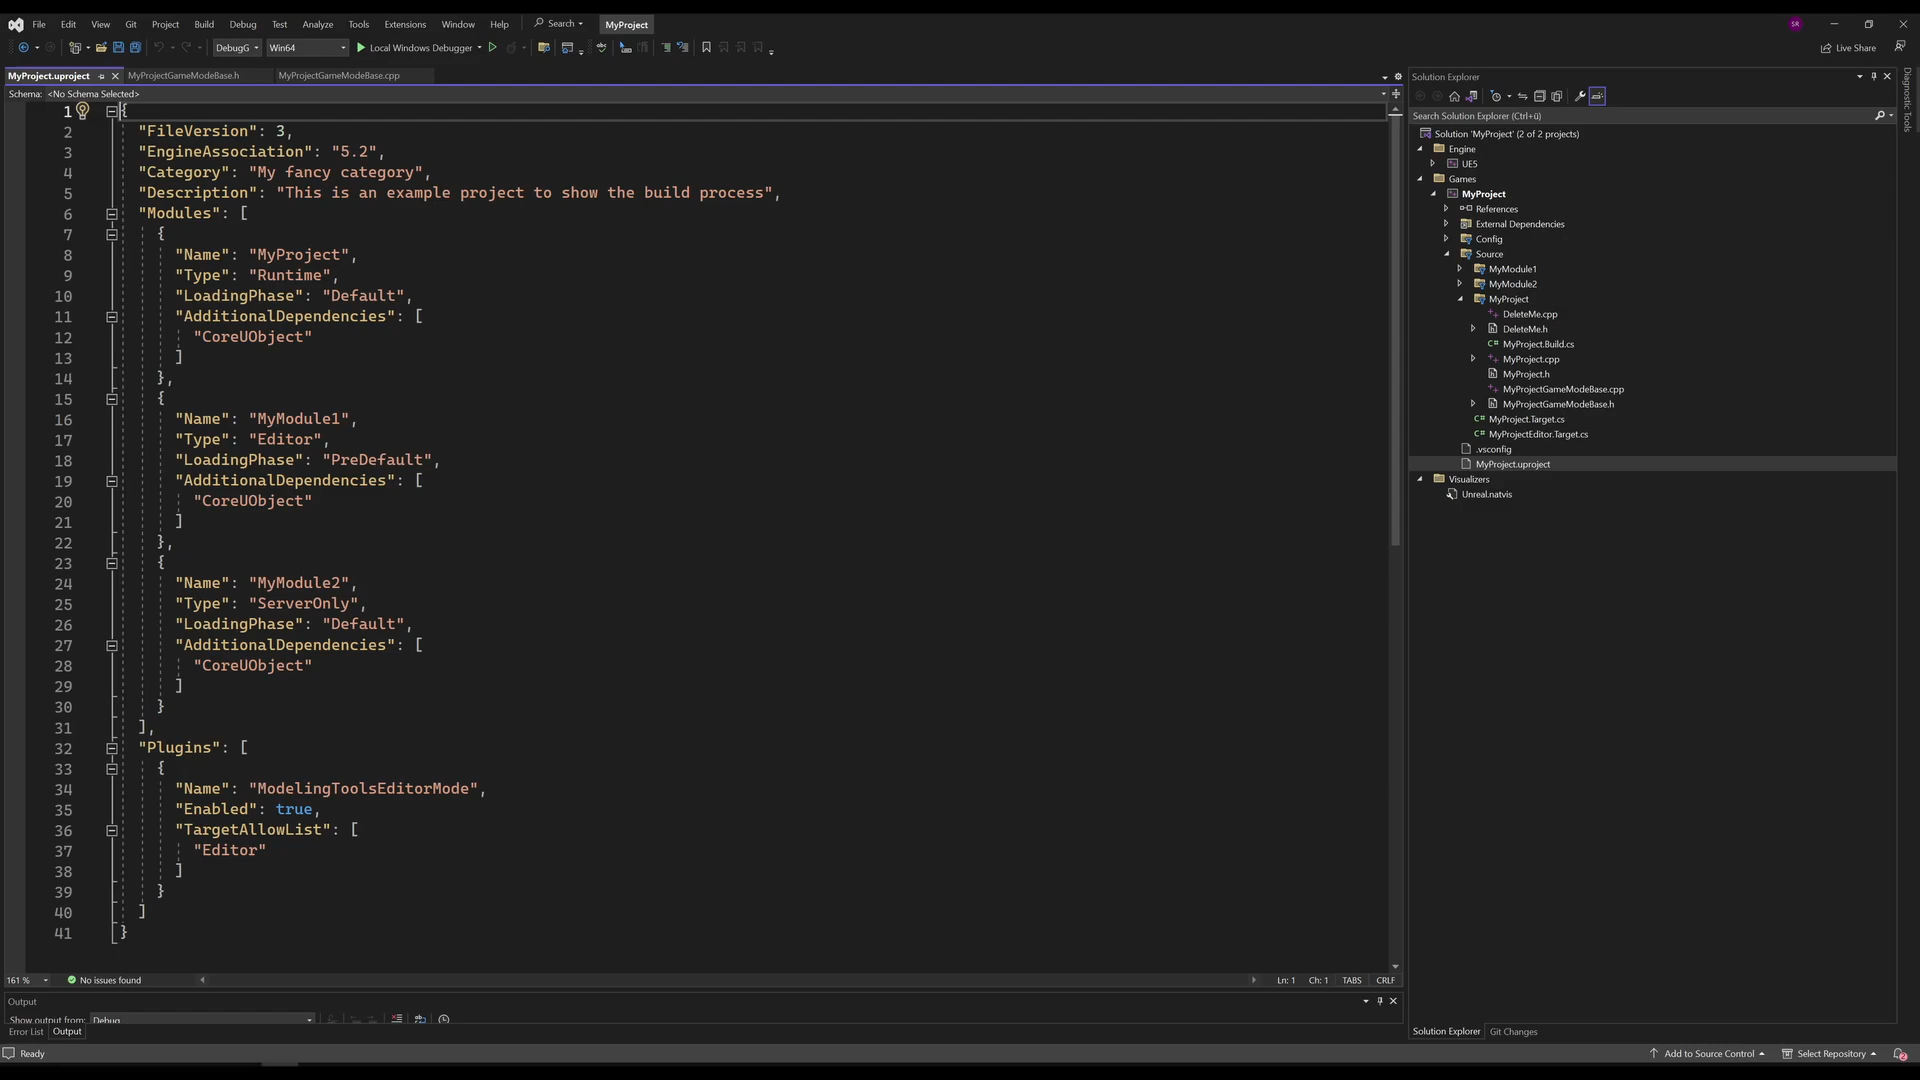 File Edit View Git Project Build Debug Test Analyze Tools Extensions Window Help Search MyProject SR
DebugG Win64 Local Windows Debugger Live Share
MyProject.uproject MyProjectGameModeBase.h MyProjectGameModeBase.cpp
Schema: <No Schema Selected>
1 {
2 "FileVersion": 3,
3 "EngineAssociation": "5.2",
4 "Category": "My fancy category",
5 "Description": "This is an example project to show the build process",
6 "Modules": [
7 {
8 "Name": "MyProject",
9 "Type": "Runtime",
10 "LoadingPhase": "Default",
11 "AdditionalDependencies": [
12 "CoreUObject"
13 ]
14 },
15 {
16 "Name": "MyModule1",
17 "Type": "Editor",
18 "LoadingPhase": "PreDefault",
19 "AdditionalDependencies": [
20 "CoreUObject"
21 ]
22 },
23 {
24 "Name": "MyModule2",
25 "Type": "ServerOnly",
26 "LoadingPhase": "Default",
27 "AdditionalDependencies": [
28 "CoreUObject"
29 ]
30 }
31 ],
32 "Plugins": [
33 {
34 "Name": "ModelingToolsEditorMode",
35 "Enabled": true,
36 "TargetAllowList": [
37 "Editor"
38 ]
39 }
40 ]
41 }
161 % No issues found Ln: 1 Ch: 1 TABS CRLF
Output
Show output from: Debug
Error List Output
Solution Explorer
Search Solution Explorer (Ctrl+ü)
Solution 'MyProject' (2 of 2 projects)
Engine
UE5
Games
MyProject
References
External Dependencies
Config
Source
MyModule1
MyModule2
MyProject
DeleteMe.cpp
DeleteMe.h
C# MyProject.Build.cs
MyProject.cpp
MyProject.h
MyProjectGameModeBase.cpp
MyProjectGameModeBase.h
C# MyProject.Target.cs
C# MyProjectEditor.Target.cs
.vsconfig
MyProject.uproject
Visualizers
Unreal.natvis
Solution Explorer Git Changes
Diagnostic Tools
Ready Add to Source Control Select Repository 2